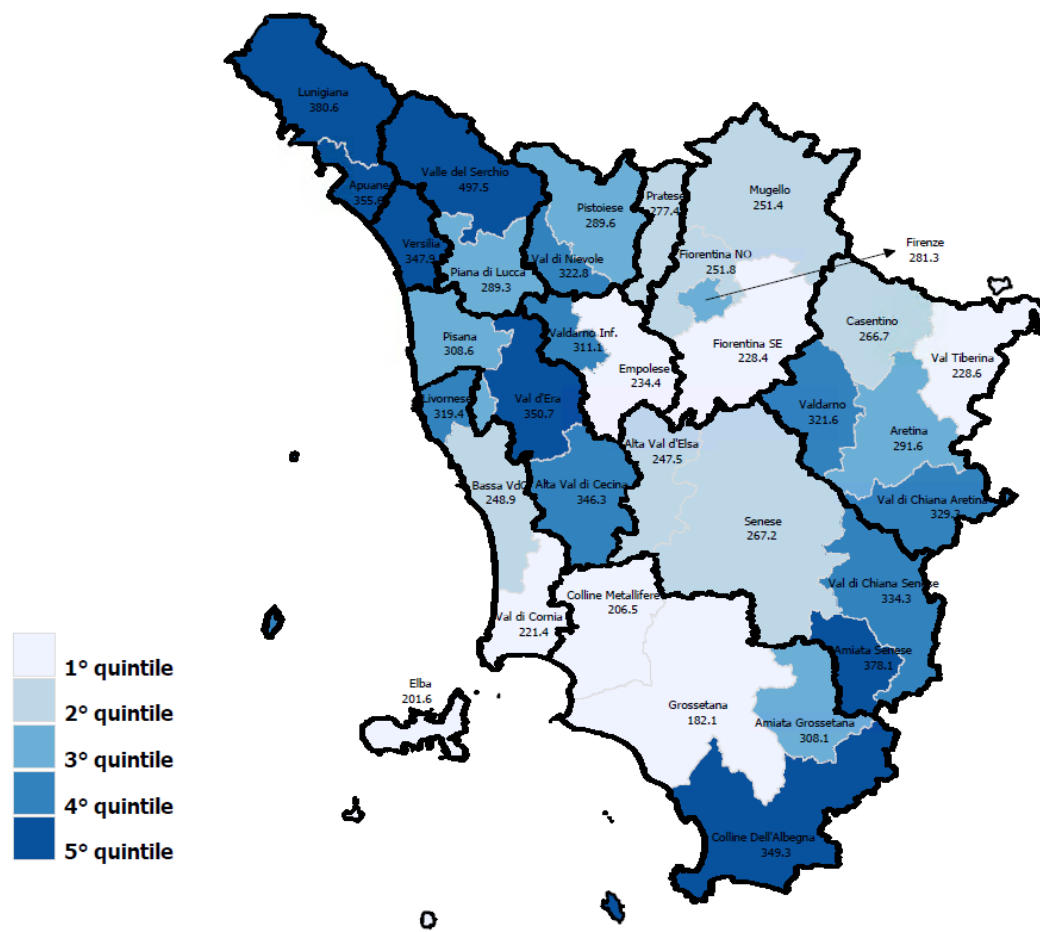 Lunigiana
380.6
Valle del Serchio
497.5
Apuane
355.6
Versilia
347.9
Piana di Lucca
289.3
Pistoiese
289.6
Val di Nievole
322.8
Pratese
277.4
Mugello
251.4
Fiorentina NO
251.8
Firenze
281.3
Fiorentina SE
228.4
Casentino
266.7
Val Tiberina
228.6
Pisana
308.6
Valdarno Inf.
311.1
Empolese
234.4
Livornese
319.4
Val d'Era
350.7
Valdarno
321.6
Aretina
291.6
Alta Val d'Elsa
247.5
Bassa VdC
248.9
Alta Val di Cecina
346.3
Senese
267.2
Val di Chiana Aretina
329.2
Val di Chiana Senese
334.3
Colline Metallifere
206.5
Val di Cornia
221.4
Amiata Senese
378.1
Elba
201.6
Grossetana
182.1
Amiata Grossetana
308.1
Colline Dell'Albegna
349.3
1° quintile
2° quintile
3° quintile
4° quintile
5° quintile